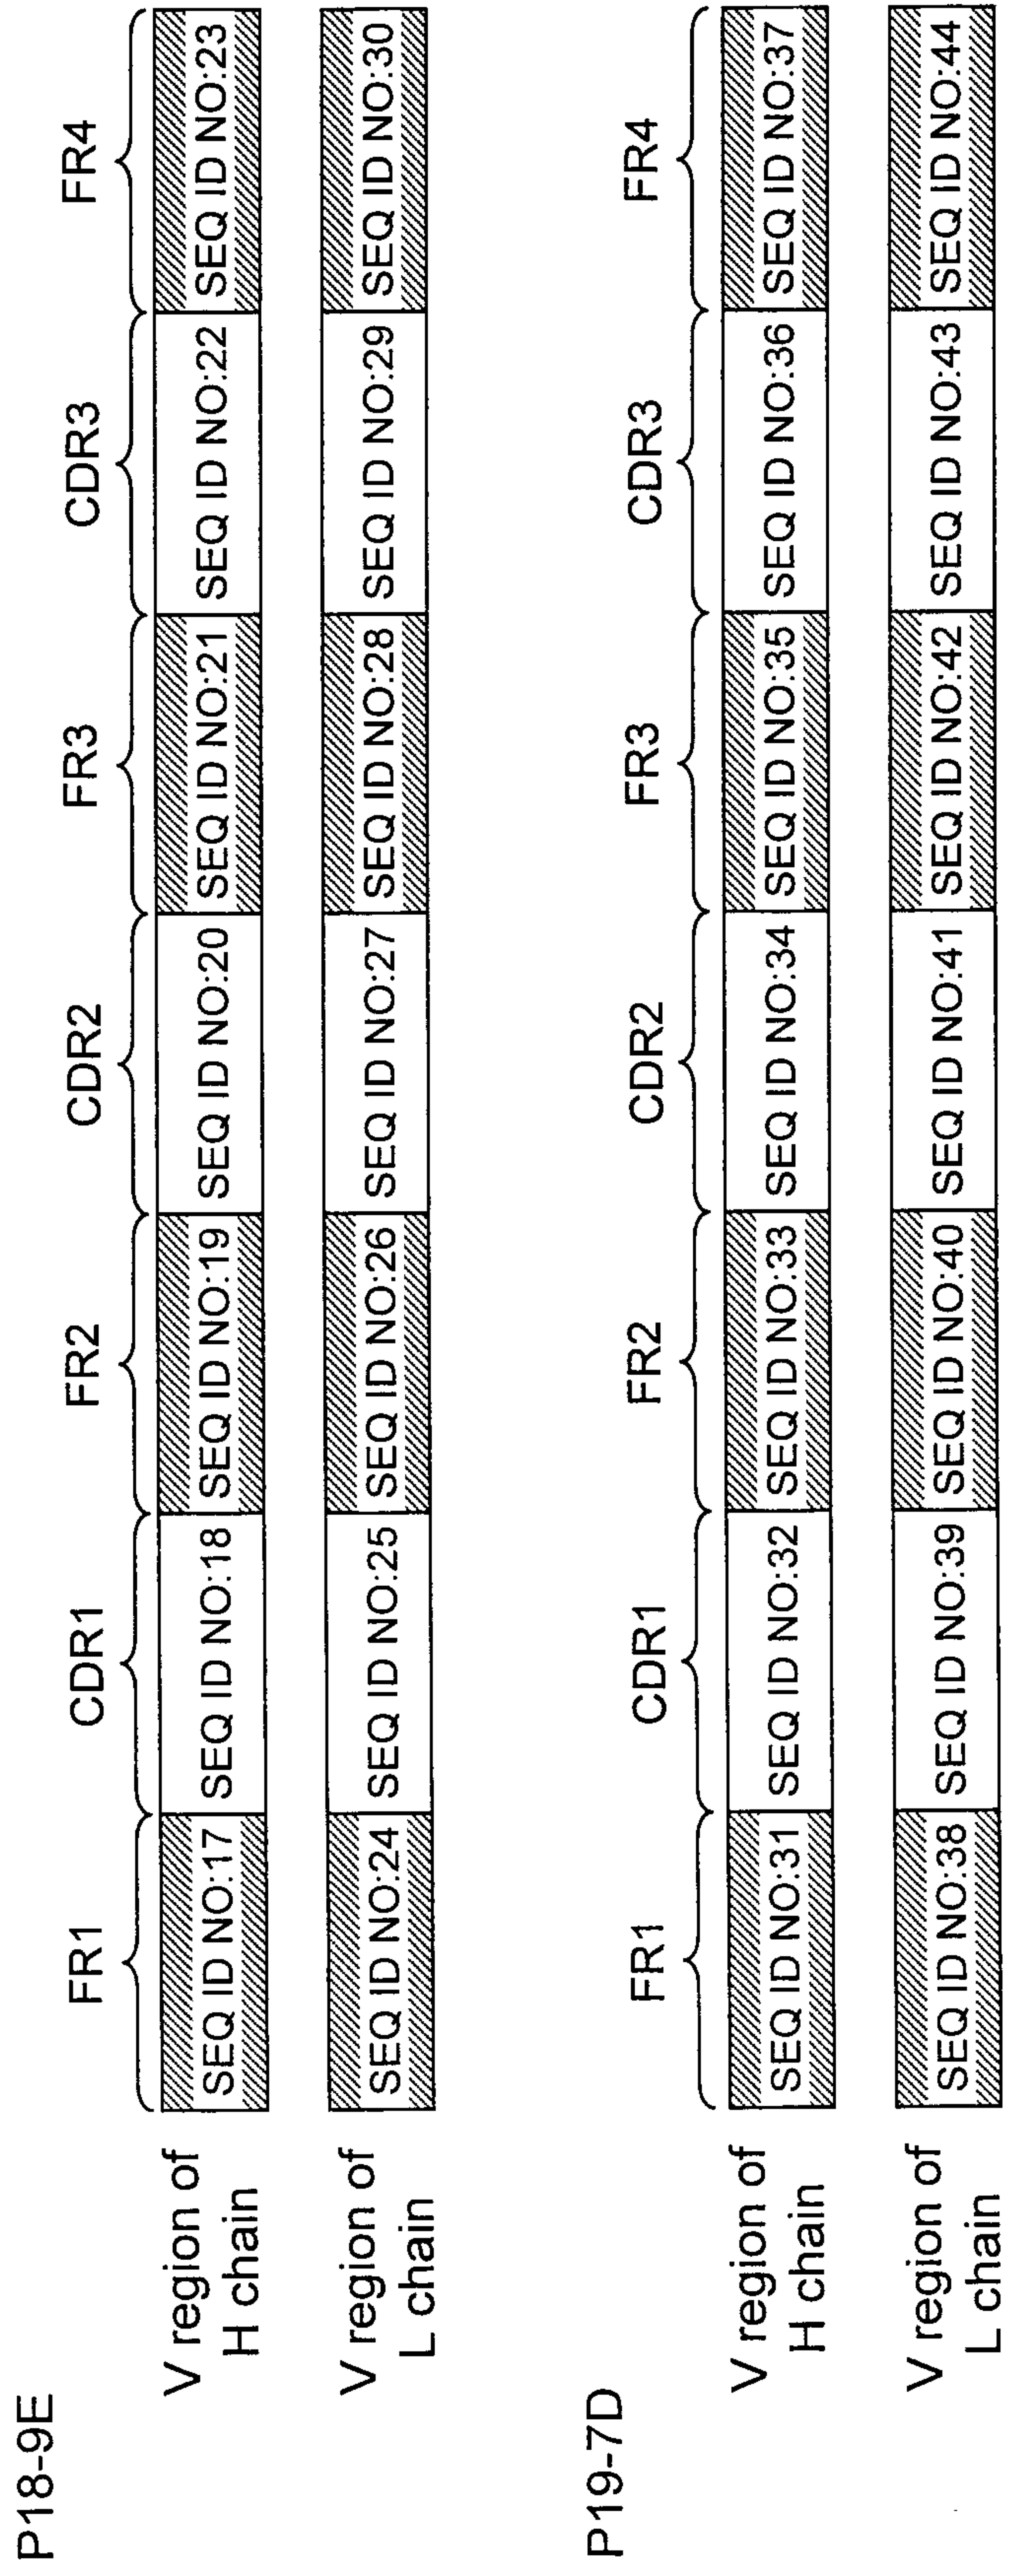 P18-9E
FR1 CDR1 FR2 CDR2 FR3 CDR3 FR4
V region of
H chain
SEQ ID NO:17 SEQ ID NO:18 SEQ ID NO:19 SEQ ID NO:20 SEQ ID NO:21 SEQ ID NO:22 SEQ ID NO:23
V region of
L chain
SEQ ID NO:24 SEQ ID NO:25 SEQ ID NO:26 SEQ ID NO:27 SEQ ID NO:28 SEQ ID NO:29 SEQ ID NO:30
P19-7D
FR1 CDR1 FR2 CDR2 FR3 CDR3 FR4
V region of
H chain
SEQ ID NO:31 SEQ ID NO:32 SEQ ID NO:33 SEQ ID NO:34 SEQ ID NO:35 SEQ ID NO:36 SEQ ID NO:37
V region of
L chain
SEQ ID NO:38 SEQ ID NO:39 SEQ ID NO:40 SEQ ID NO:41 SEQ ID NO:42 SEQ ID NO:43 SEQ ID NO:44